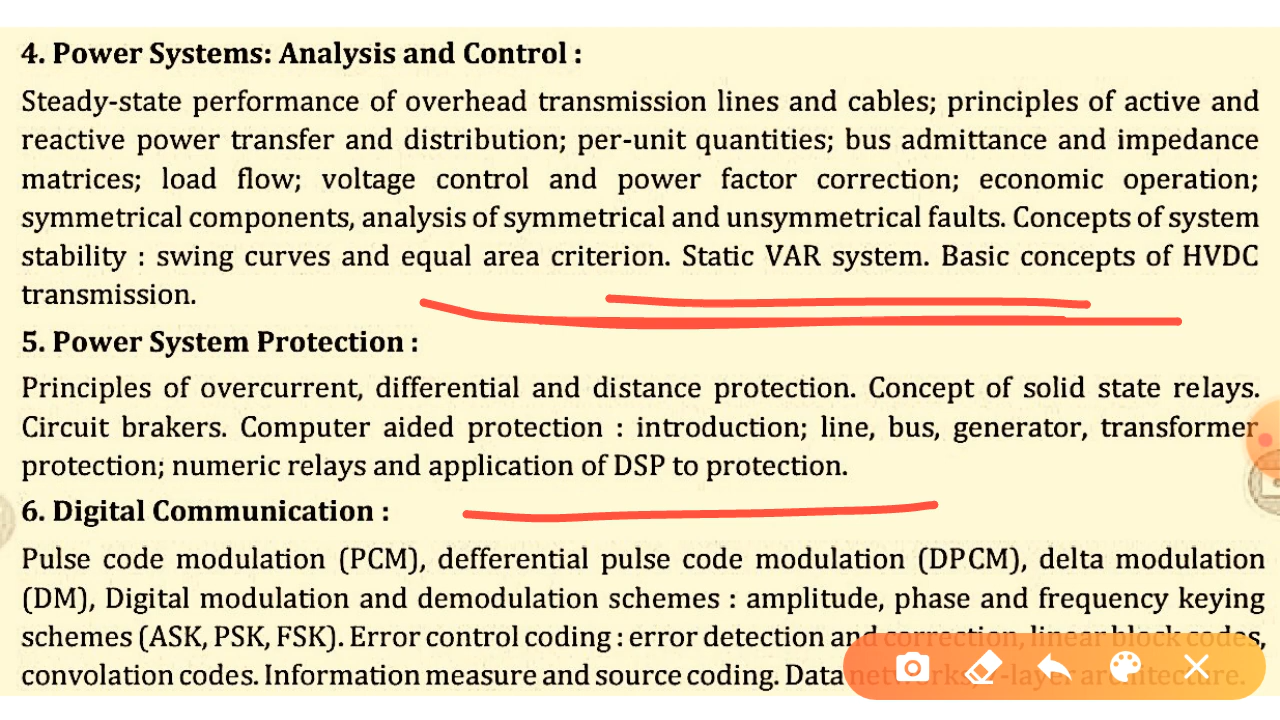 4. Power Systems: Analysis and Control :
Steady-state performance of overhead transmission lines and cables; principles of active and
reactive power transfer and distribution; per-unit quantities; bus admittance and impedance
matrices; load flow; voltage control and power factor correction; economic operation;
symmetrical components, analysis of symmetrical and unsymmetrical faults. Concepts of system
stability : swing curves and equal area criterion. Static VAR system. Basic concepts of HVDC
transmission.
5. Power System Protection :
Principles of overcurrent, differential and distance protection. Concept of solid state relays.
Circuit brakers. Computer aided protection : introduction; line, bus, generator, transformer
protection; numeric relays and application of DSP to protection.
6. Digital Communication :
Pulse code modulation (PCM), defferential pulse code modulation (DPCM), delta modulation
(DM), Digital modulation and demodulation schemes : amplitude, phase and frequency keying
schemes (ASK, PSK, FSK). Error control coding : error detection and correction, linear block codes,
convolation codes. Information measure and source coding. Data networks, -layer architecture.